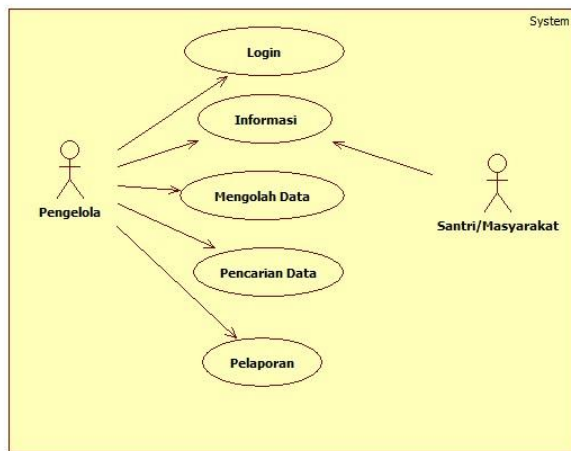 System
Login
Informasi
Mengolah Data
Pengelola
Santri/Masyarakat
Pencarian Data
Pelaporan